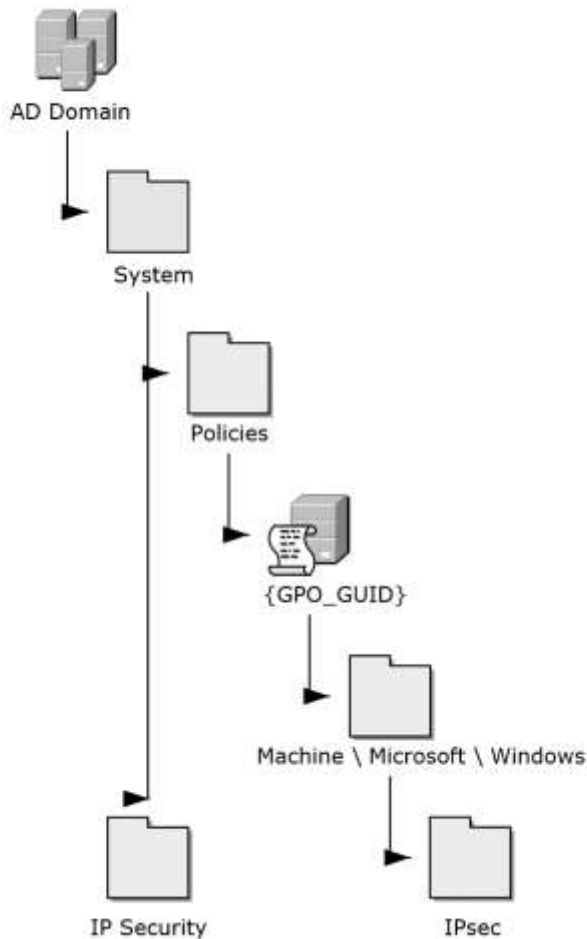 AD Domain
System
Policies
{GPO_GUID}
Machine \ Microsoft \ Windows
IP Security
IPsec